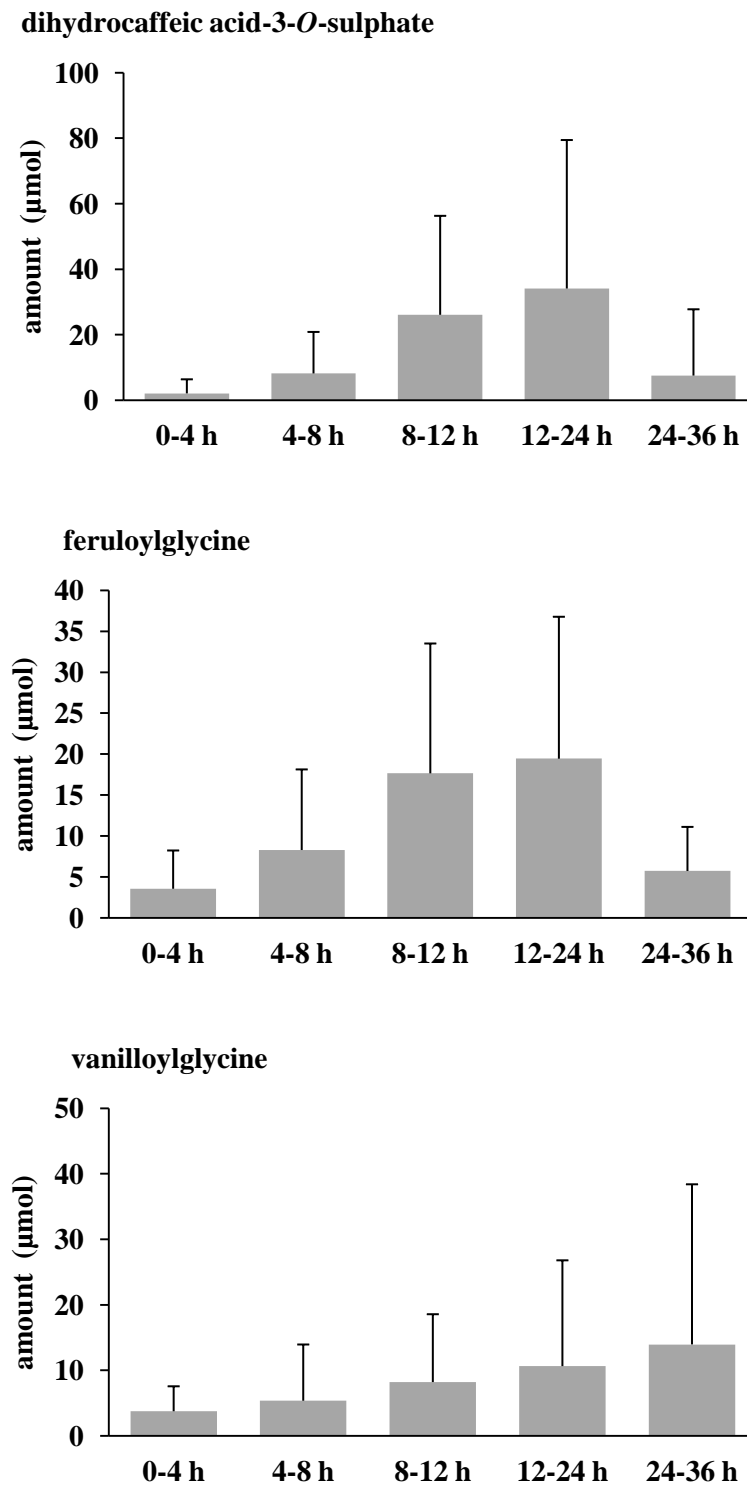 dihydrocaffeic acid-3-O-sulphate
100
80
60
40
20
0
amount (µmol)
0-4 h 4-8 h 8-12 h 12-24 h 24-36 h
feruloylglycine
40
35
30
25
20
15
10
5
0
amount (µmol)
0-4 h 4-8 h 8-12 h 12-24 h 24-36 h
vanilloylglycine
50
40
30
20
10
0
amount (µmol)
0-4 h 4-8 h 8-12 h 12-24 h 24-36 h